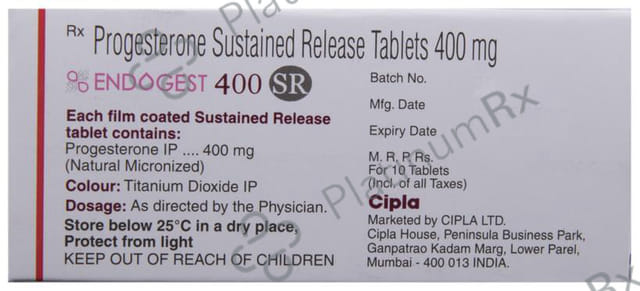 Rx Progesterone Sustained Release Tablets 400 mg
ENDOGEST 400 SR
Each film coated Sustained Release
tablet contains:
Progesterone IP .... 400 mg
(Natural Micronized)
Colour: Titanium Dioxide IP
Dosage: As directed by the Physician.
Store below 25°C in a dry place,
Protect from light
KEEP OUT OF REACH OF CHILDREN
Batch No.
Mfg. Date
Expiry Date
M. R. P. Rs.
For 10 Tablets
(Incl. of all Taxes)
Cipla
Marketed by CIPLA LTD.
Cipla House, Peninsula Business Park,
Ganpatrao Kadam Marg, Lower Parel,
Mumbai - 400 013 INDIA.
PlatinumRx